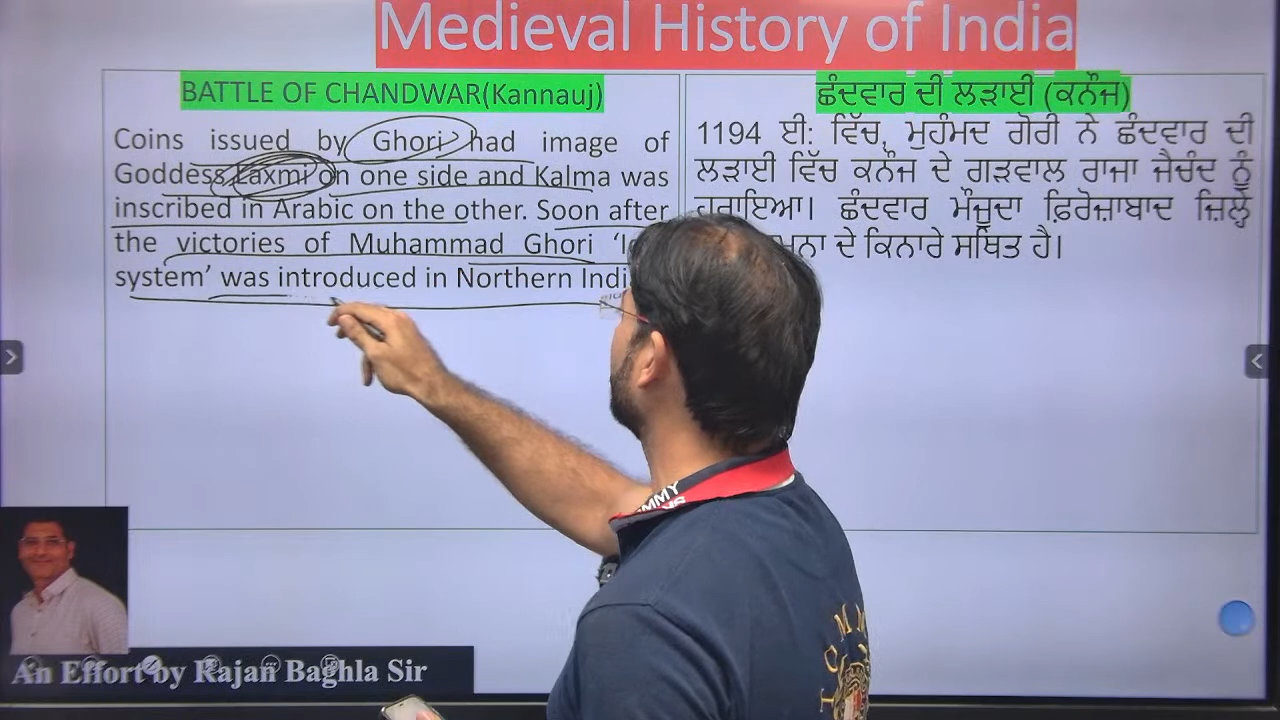 Medieval History of India
BATTLE OF CHANDWAR(Kannauj)
Coins issued by Ghori had image of
Goddess Laxmi on one side and Kalma was
inscribed in Arabic on the other. Soon after
the victories of Muhammad Ghori
system’ was introduced in Northern
ਛੰਦਵਾਰ ਦੀ ਲੜਾਈ (ਕਨੌਜ)
1194 ਈ: ਵਿੱਚ, ਮੁਹੰਮਦ ਗੋਰੀ ਨੇ ਛੰਦਵਾਰ ਦੀ
ਲੜਾਈ ਵਿੱਚ ਕਨੰਜ ਦੇ ਗੜਵਾਲ ਰਾਜਾ ਜੈਚੰਦ ਨੂੰ
ਹਰਾਇਆ। ਛੰਦਵਾਰ ਮੌਜੂਦਾ ਫ਼ਿਰੋਜ਼ਾਬਾਦ ਜ਼ਿਲ੍ਹੇ
ਦੇ ਕਿਨਾਰੇ ਸਥਿਤ ਹੈ।
An Effort by Rajan Baghla Sir